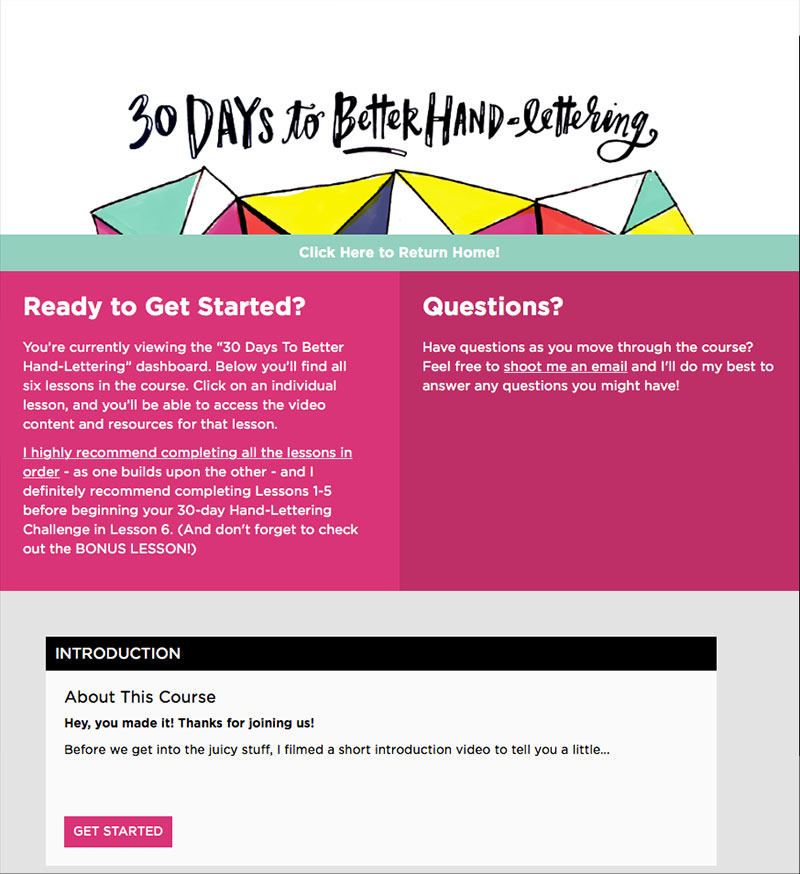 30 DAYS to Better HAND-lettering
Click Here to Return Home!
Ready to Get Started?
You’re currently viewing the “30 Days To Better
Hand-Lettering” dashboard. Below you’ll find all
six lessons in the course. Click on an individual
lesson, and you’ll be able to access the video
content and resources for that lesson.
I highly recommend completing all the lessons in
order - as one builds upon the other - and I
definitely recommend completing Lessons 1-5
before beginning your 30-day Hand-Lettering
Challenge in Lesson 6. (And don't forget to check
out the BONUS LESSON!)
Questions?
Have questions as you move through the course?
Feel free to shoot me an email and I'll do my best to
answer any questions you might have!
INTRODUCTION
About This Course
Hey, you made it! Thanks for joining us!
Before we get into the juicy stuff, I filmed a short introduction video to tell you a little...
GET STARTED